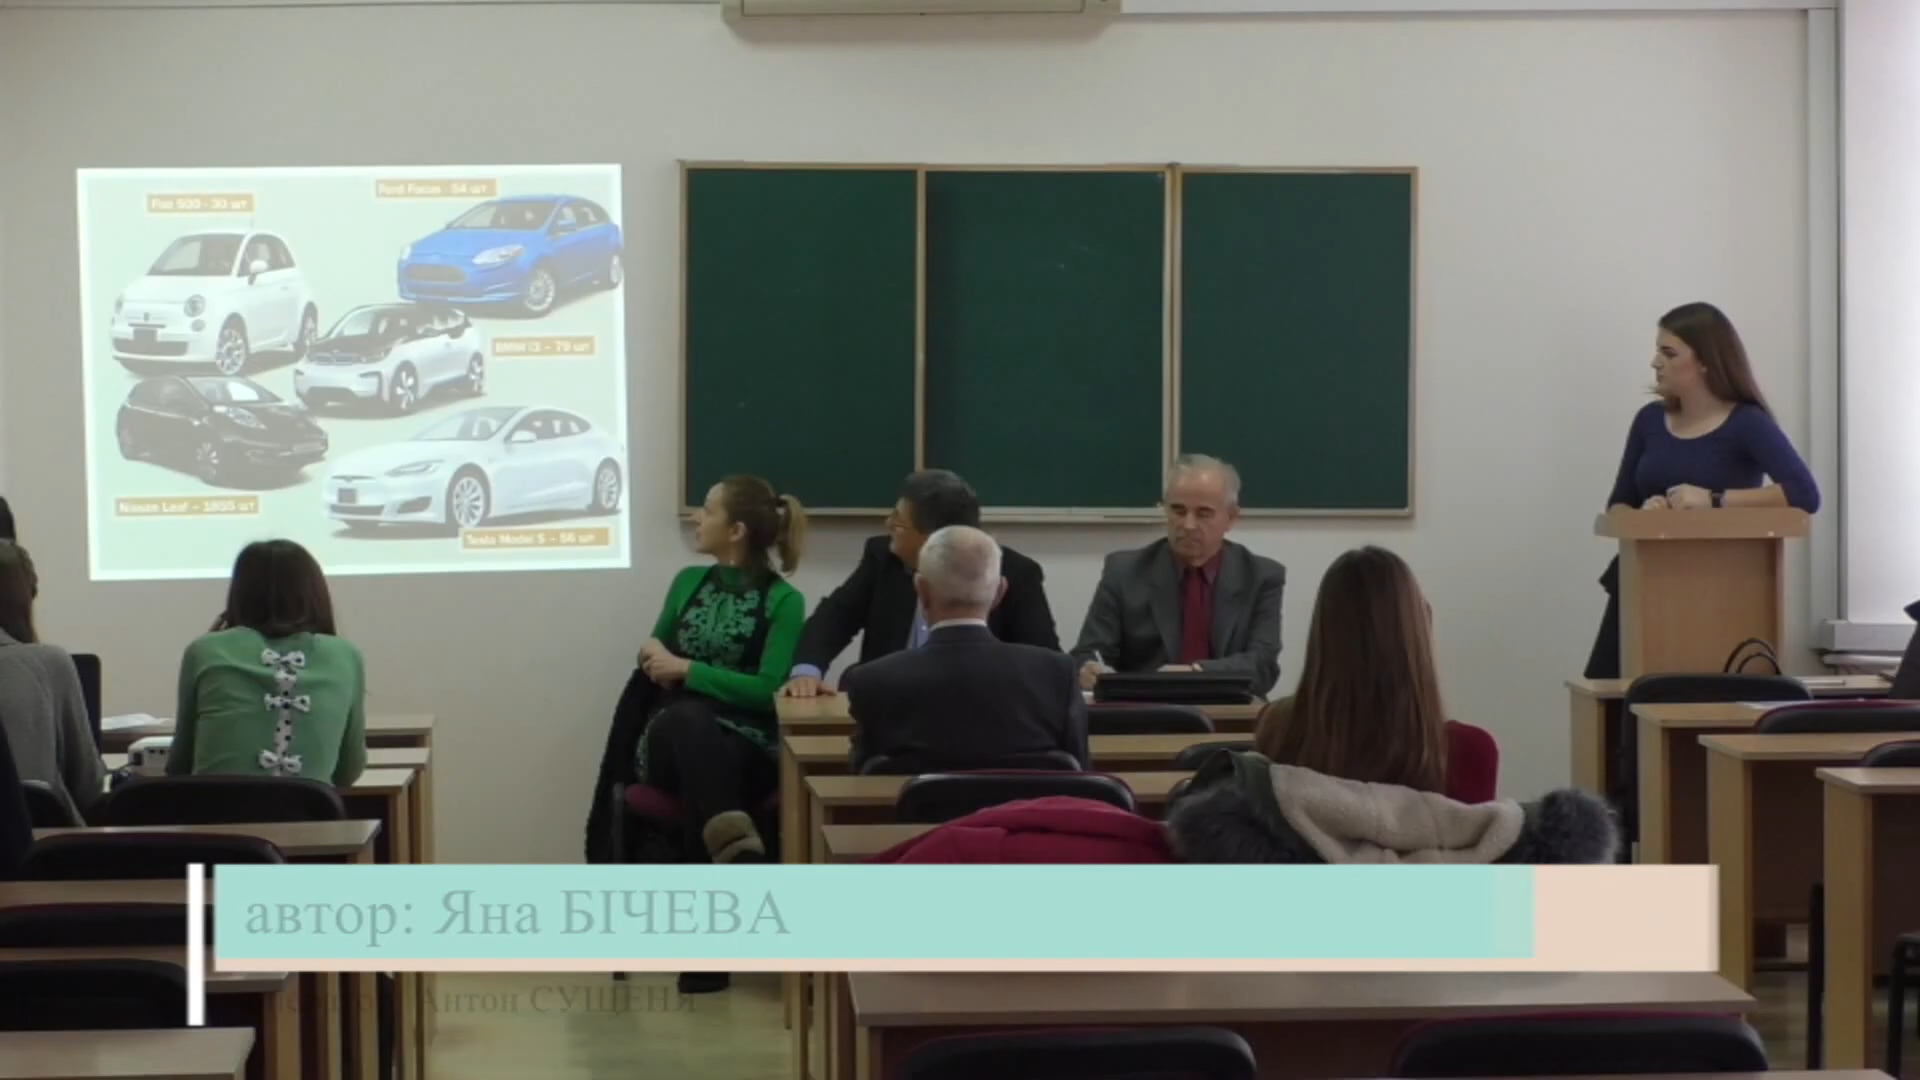 Fiat 500 - 30 шт
Ford Focus - 54 шт
BMW i3 - 79 шт
Nissan Leaf - 1855 шт
Tesla Model S - 56 шт
автор: Яна БІЧЕВА
Антон СУЩЕНЯ